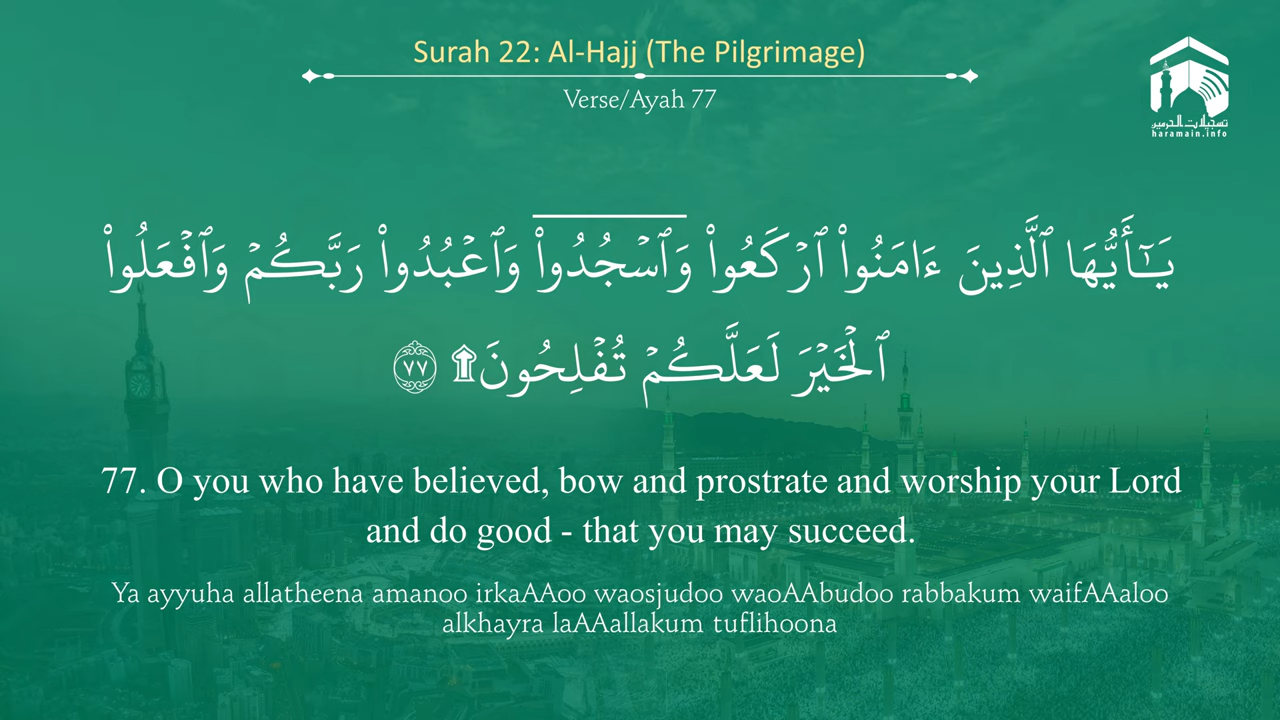 Surah 22: Al-Hajj (The Pilgrimage)
Verse/Ayah 77
تسجيلات الحرمين
haramain.info
يَـٰٓأَيُّهَا ٱلَّذِينَ ءَامَنُوا۟ ٱرْكَعُوا۟ وَٱسْجُدُوا۟ وَٱعْبُدُوا۟ رَبَّكُمْ وَٱفْعَلُوا۟
ٱلْخَيْرَ لَعَلَّكُمْ تُفْلِحُونَ ۩ ٧٧
77. O you who have believed, bow and prostrate and worship your Lord
and do good - that you may succeed.
Ya ayyuha allatheena amanoo irkaAAoo waosjudoo waoAAbudoo rabbakum waifAAaloo
alkhayra laAAallakum tuflihoona